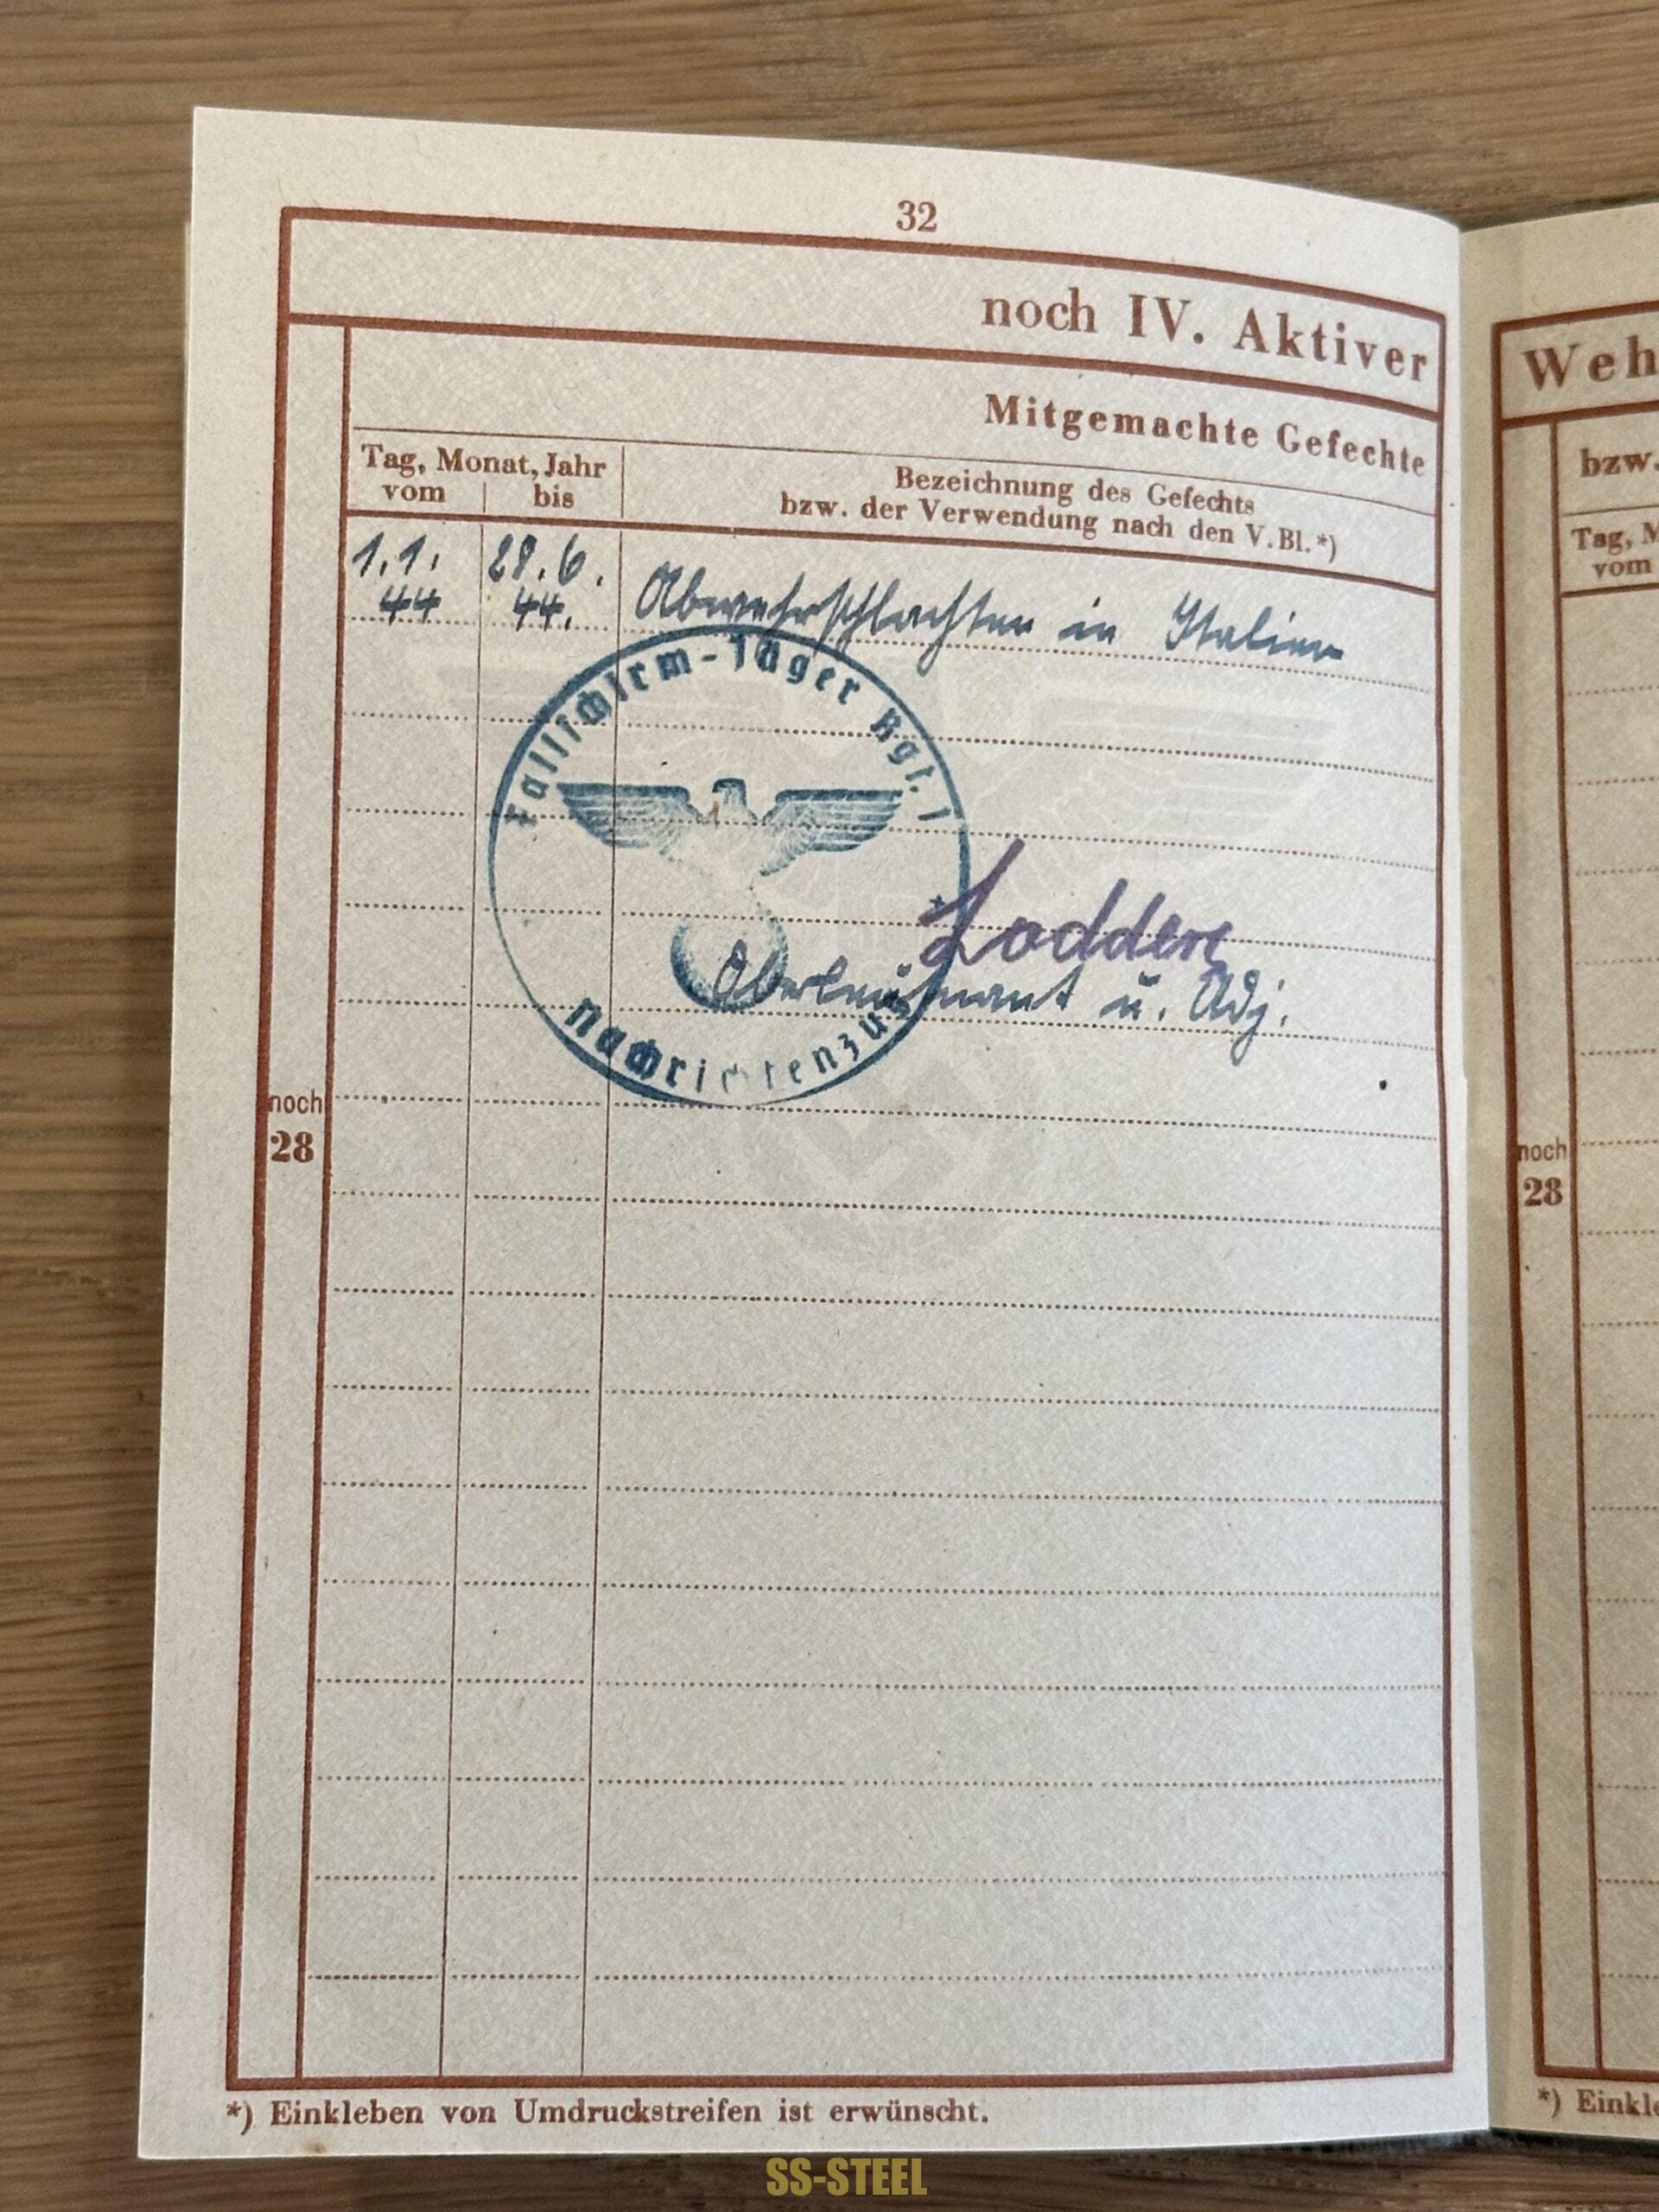 32
noch IV. Aktiver
Mitgemachte Gefechte
Tag, Monat, Jahr
vom
bis
Bezeichnung des Gefechts
bzw. der Verwendung nach den V.Bl.*)
1.1.
44
28.6.
44.
Abwehrschlachten in Italien
Fallschirm-Jäger Rgt. 1
Nachrichtenzug
Lodders
Oberleutnant u. Adj.
noch
28
*) Einkleben von Umdruckstreifen ist erwünscht.
Weh
bzw.
Tag, M
vom
noch
28
*) Einkle
SS-STEEL